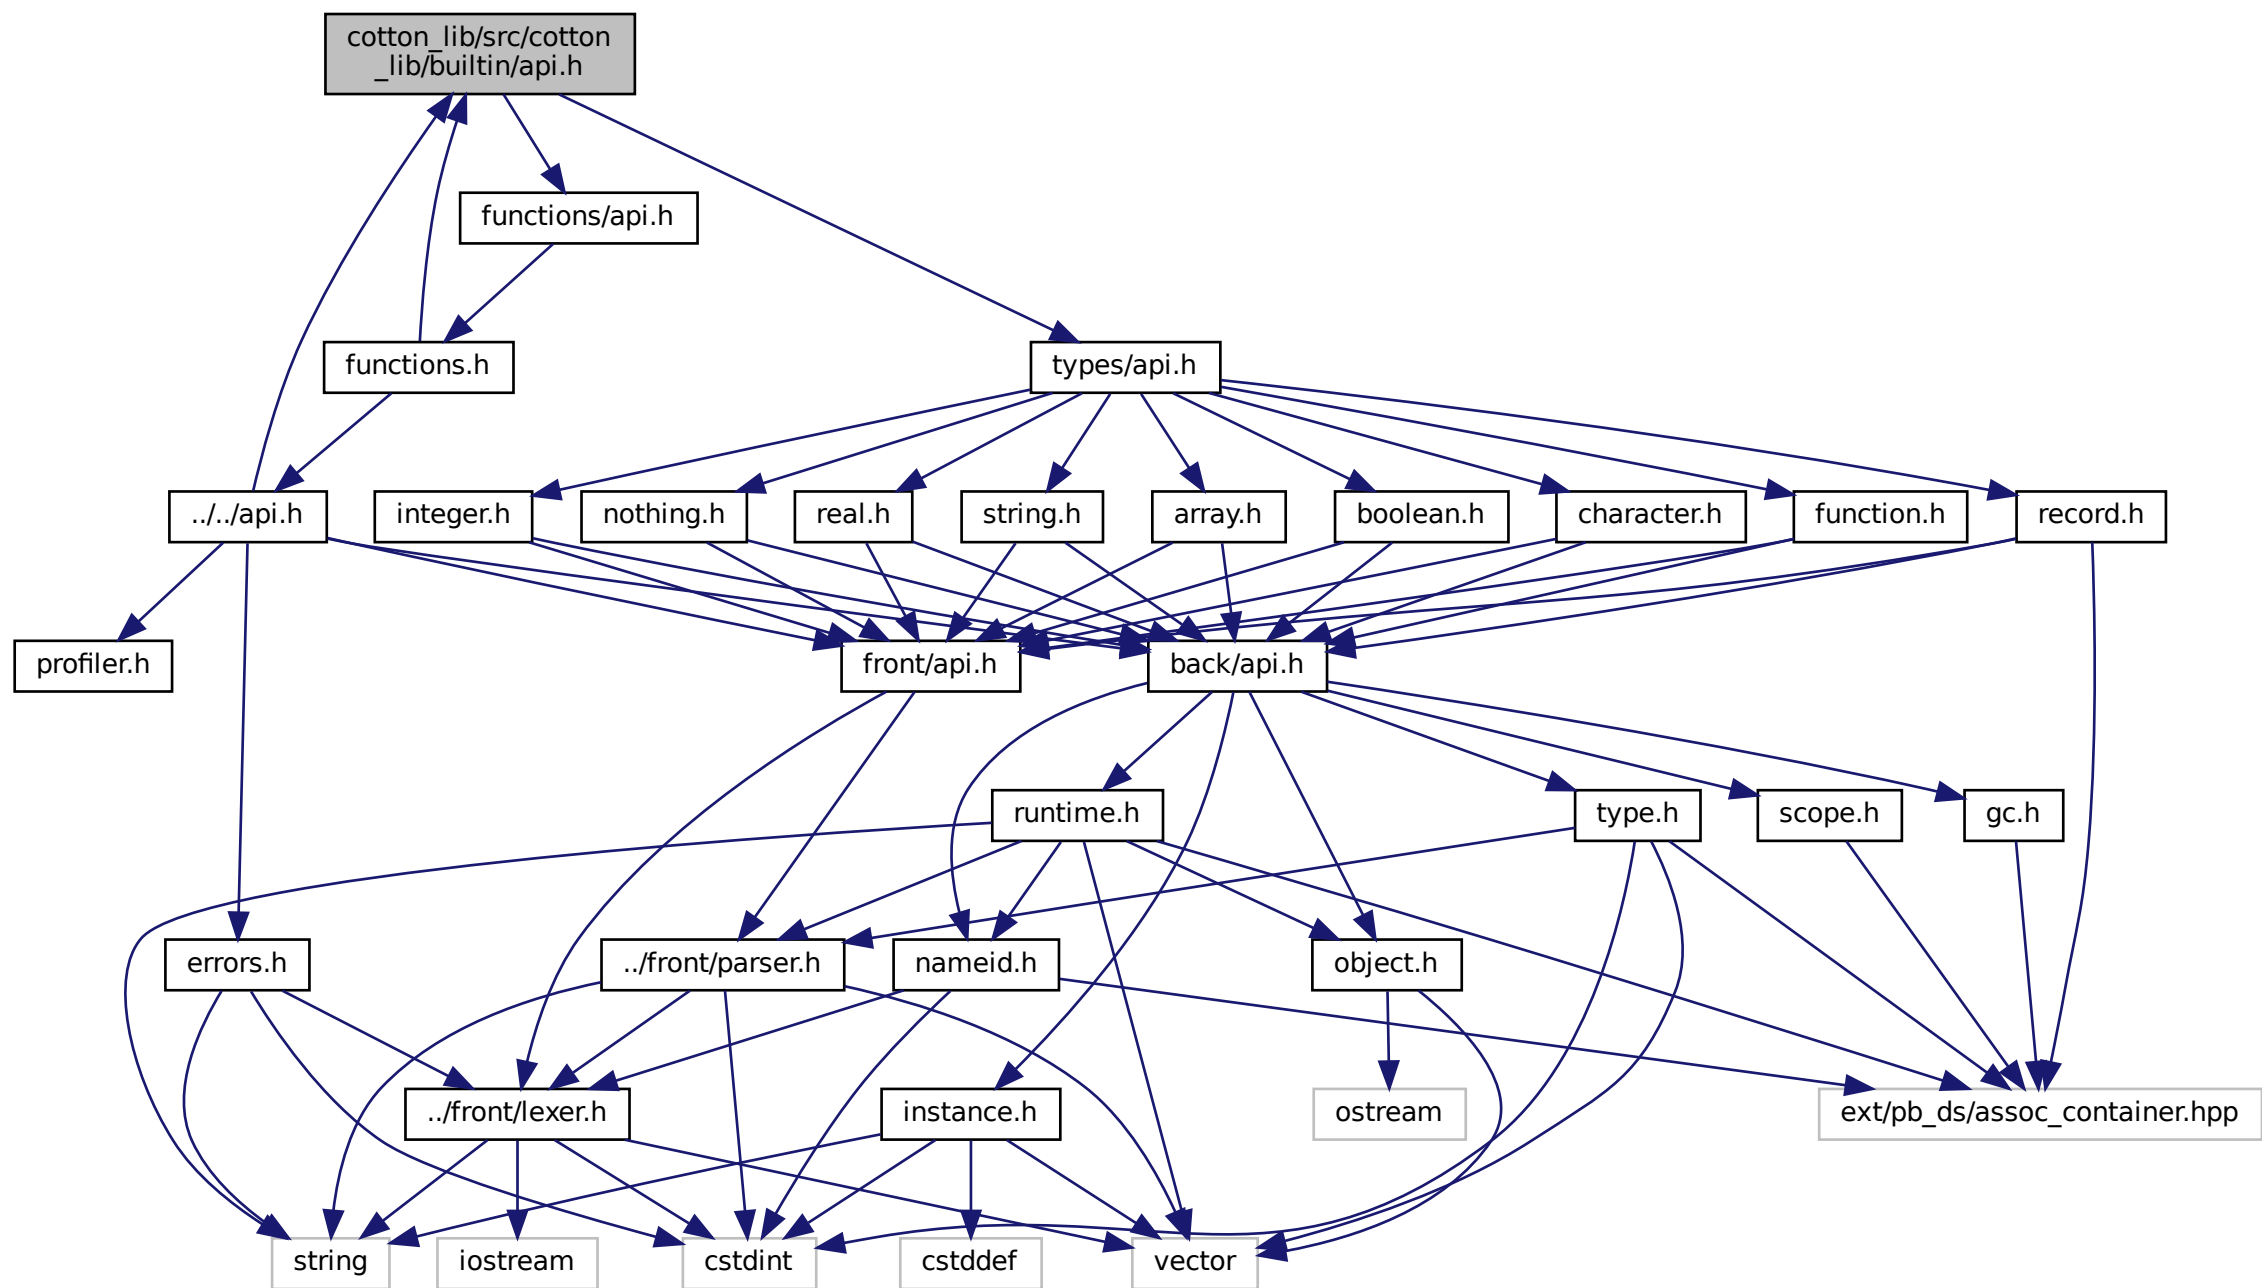 cotton_lib/src/cotton
_lib/builtin/api.h
functions/api.h
functions.h
types/api.h
../../api.h
integer.h
nothing.h
real.h
string.h
array.h
boolean.h
character.h
function.h
record.h
profiler.h
front/api.h
back/api.h
runtime.h
type.h
scope.h
gc.h
errors.h
../front/parser.h
nameid.h
object.h
../front/lexer.h
instance.h
ostream
ext/pb_ds/assoc_container.hpp
string
iostream
cstdint
cstddef
vector